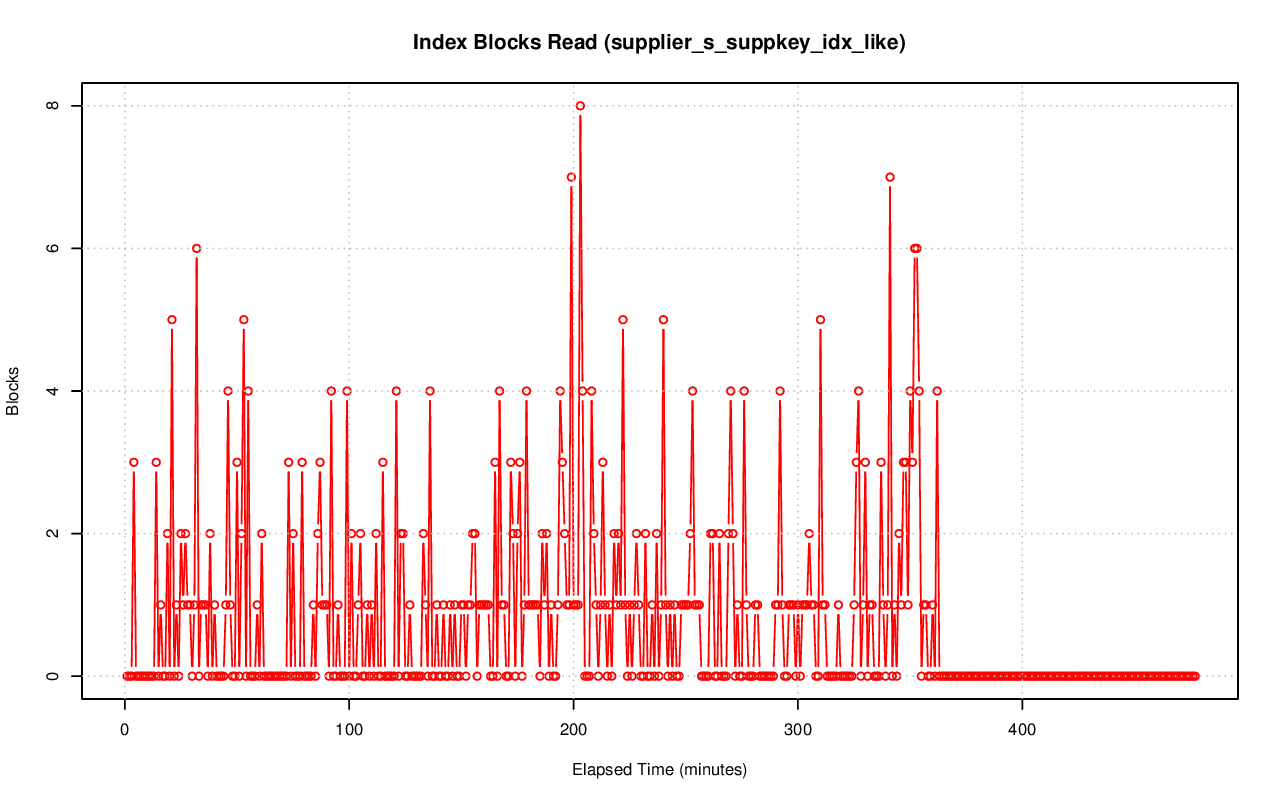 Index Blocks Read (supplier_s_suppkey_idx_like)
Blocks
8
6
4
2
0
0 100 200 300 400
Elapsed Time (minutes)